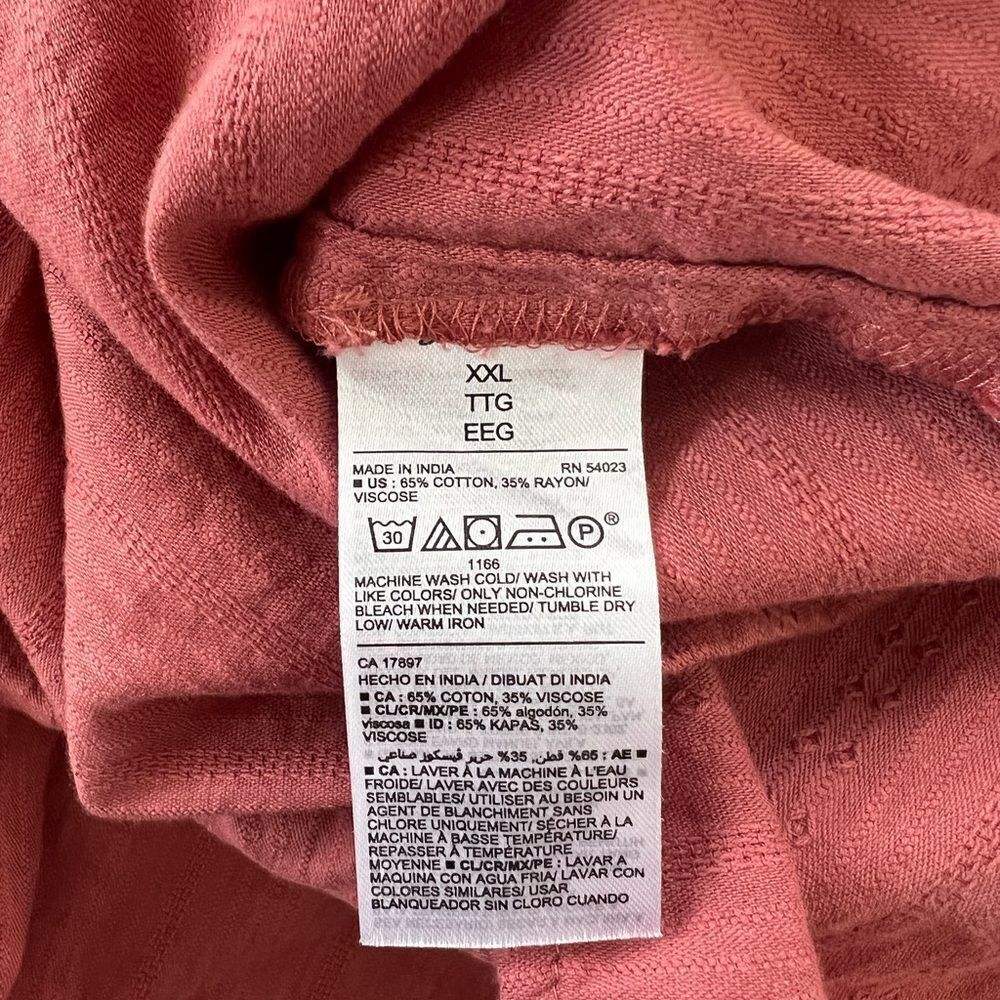 XXL
TTG
EEG
MADE IN INDIA RN 54023
■ US : 65% COTTON, 35% RAYON/
VISCOSE
30 P ®
1166
MACHINE WASH COLD/ WASH WITH
LIKE COLORS/ ONLY NON-CHLORINE
BLEACH WHEN NEEDED/ TUMBLE DRY
LOW/ WARM IRON
CA 17897
HECHO EN INDIA / DIBUAT DI INDIA
■ CA : 65% COTON, 35% VISCOSE
■ CL/CR/MX/PE : 65% algodón, 35%
viscosa ■ ID : 65% KAPAS, 35%
VISCOSE
■ AE : 65% قطن, 35% حرير ڤيسكوز صناعي
■ CA : LAVER À LA MACHINE À L'EAU
FROIDE/ LAVER AVEC DES COULEURS
SEMBLABLES/ UTILISER AU BESOIN UN
AGENT DE BLANCHIMENT SANS
CHLORE UNIQUEMENT/ SÉCHER À LA
MACHINE À BASSE TEMPÉRATURE/
REPASSER À TEMPÉRATURE
MOYENNE ■ CL/CR/MX/PE : LAVAR A
MAQUINA CON AGUA FRIA/ LAVAR CON
COLORES SIMILARES/ USAR
BLANQUEADOR SIN CLORO CUANDO